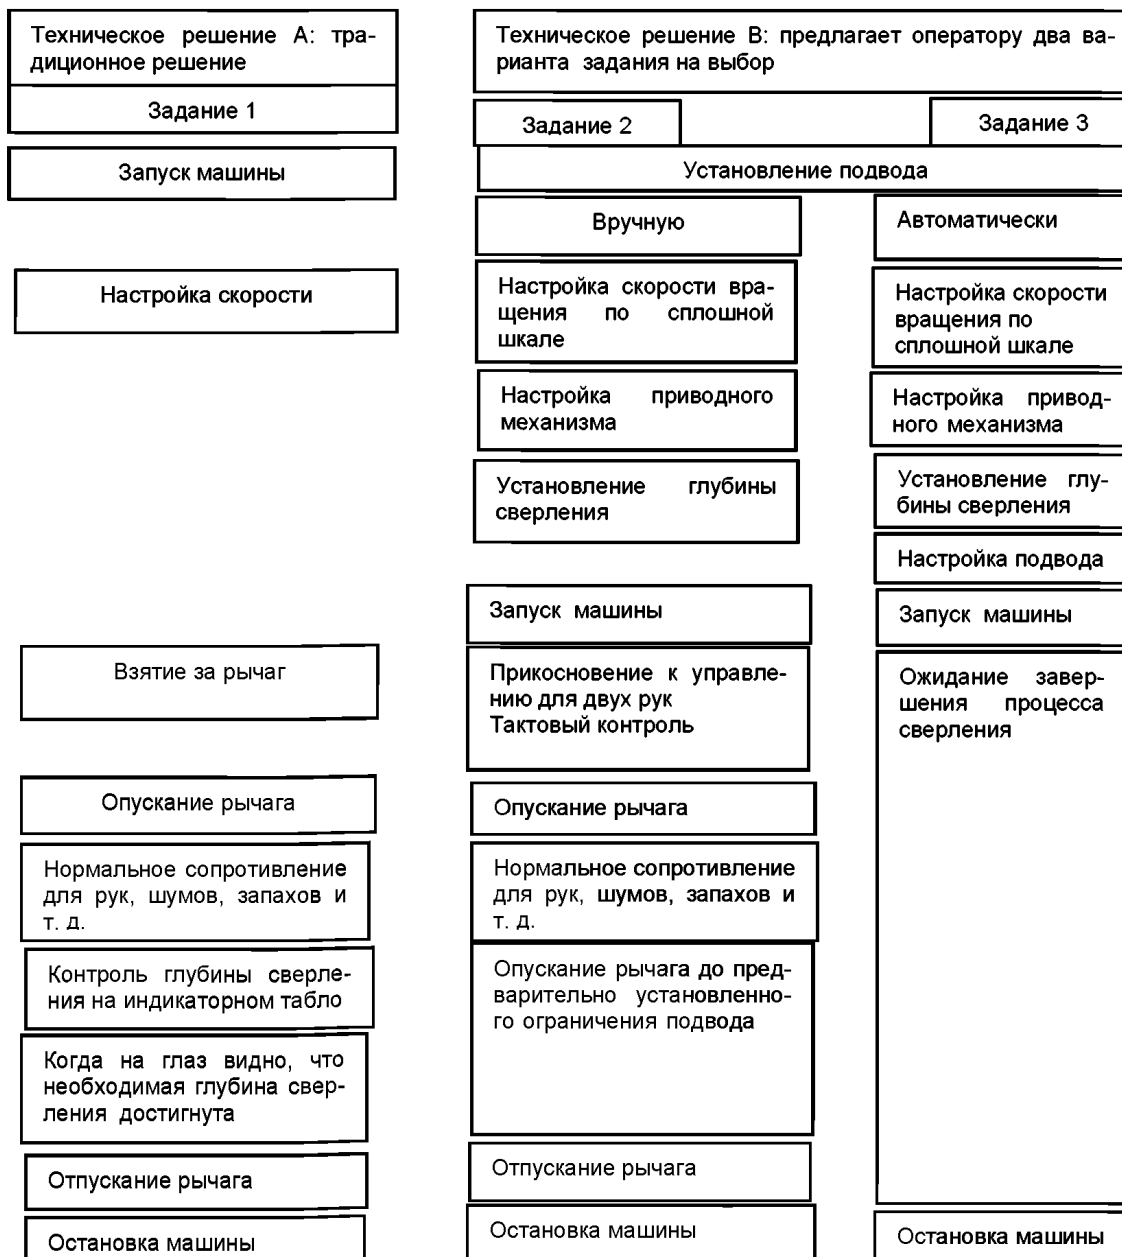 Техническое решение А: тра-
диционное решение
Задание 1
Запуск машины
Настройка скорости
Взятие за рычаг
Опускание рычага
Нормальное сопротивление
для рук, шумов, запахов и
т. д.
Контроль глубины сверле-
ния на индикаторном табло
Когда на глаз видно, что
необходимая глубина свер-
ления достигнута
Отпускание рычага
Остановка машины
Техническое решение В: предлагает оператору два ва-
рианта задания на выбор
Задание 2
Задание 3
Установление подвода
Вручную
Настройка скорости вра-
щения по сплошной
шкале
Настройка приводного
механизма
Установление глубины
сверления
Запуск машины
Прикосновение к управле-
нию для двух рук
Тактовый контроль
Опускание рычага
Нормальное сопротивление
для рук, шумов, запахов и
т. д.
Опускание рычага до пред-
варительно установленно-
го ограничения подвода
Отпускание рычага
Остановка машины
Автоматически
Настройка скорости
вращения по
сплошной шкале
Настройка привод-
ного механизма
Установление глу-
бины сверления
Настройка подвода
Запуск машины
Ожидание завер-
шения процесса
сверления
Остановка машины